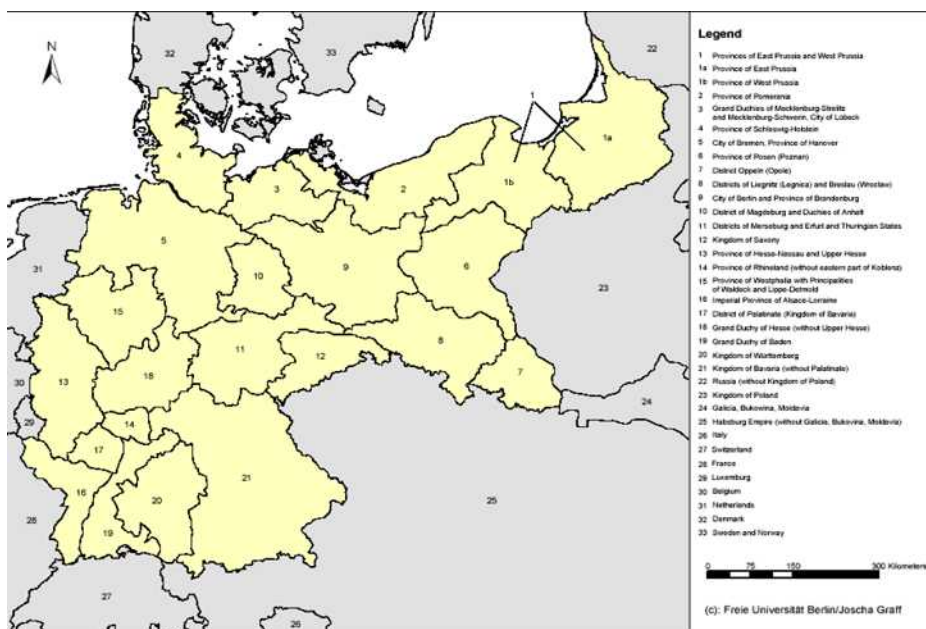 N
32
33
22
1
1a
1b
4
3
2
5
31
10
9
6
23
15
11
12
8
13
18
7
30
24
29
14
17
16
21
20
25
28
19
27
26
Legend
1 Provinces of East Prussia and West Prussia
1a Province of East Prussia
1b Province of West Prussia
2 Province of Pomerania
3 Grand Duchies of Mecklenburg-Strelitz
and Mecklenburg-Schwerin, City of Lübeck
4 Province of Schleswig-Holstein
5 City of Bremen, Province of Hanover
6 Province of Posen (Poznan)
7 District Oppeln (Opole)
8 Districts of Liegnitz (Legnica) and Breslau (Wroclaw)
9 City of Berlin and Province of Brandenburg
10 District of Magdeburg and Duchies of Anhalt
11 Districts of Merseburg and Erfurt and Thuringian States
12 Kingdom of Saxony
13 Province of Hesse-Nassau and Upper Hesse
14 Province of Rhineland (without eastern part of Koblenz)
15 Province of Westphalia with Principalities
of Waldeck and Lippe-Detmold
16 Imperial Province of Alsace-Lorraine
17 District of Palatinate (Kingdom of Bavaria)
18 Grand Duchy of Hesse (without Upper Hesse)
19 Grand Duchy of Baden
20 Kingdom of Württemberg
21 Kingdom of Bavaria (without Palatinate)
22 Russia (without Kingdom of Poland)
23 Kingdom of Poland
24 Galicia, Bukowina, Moldavia
25 Habsburg Empire (without Galicia, Bukowina, Moldavia)
26 Italy
27 Switzerland
28 France
29 Luxemburg
30 Belgium
31 Netherlands
32 Denmark
33 Sweden and Norway
0 75 150 300 Kilometers
(c): Freie Universität Berlin/Joscha Graff